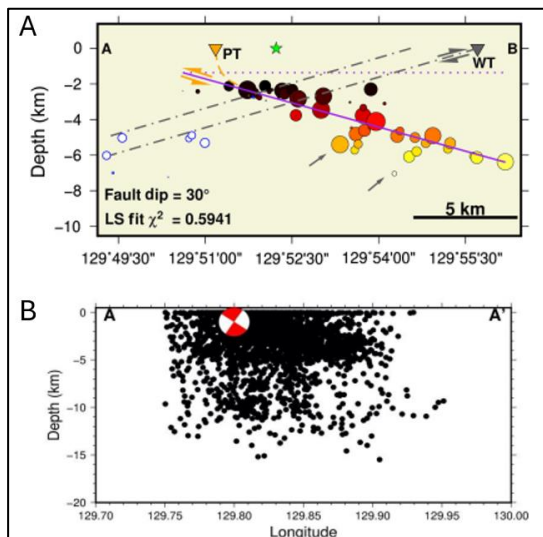 A
A
PT
WT
B
0
−2
−4
−6
−8
−10
Depth (km)
Fault dip = 30°
LS fit χ² = 0.5941
5 km
129˚49'30" 129˚51'00" 129˚52'30" 129˚54'00" 129˚55'30"
B
A
A'
0
−5
−10
−15
−20
Depth (km)
129.70 129.75 129.80 129.85 129.90 129.95 130.00
Longitude